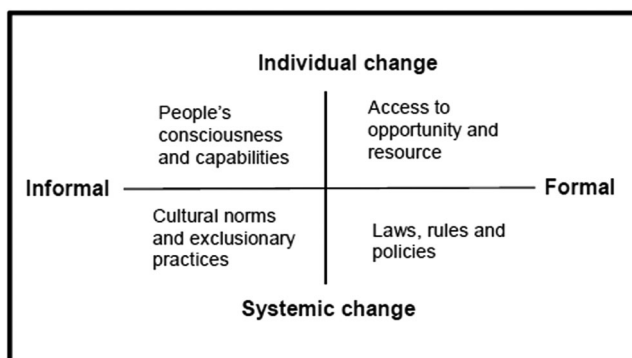 Individual change
People's
consciousness
and capabilities
Access to
opportunity and
resource
Informal
Formal
Cultural norms
and exclusionary
practices
Laws, rules and
policies
Systemic change